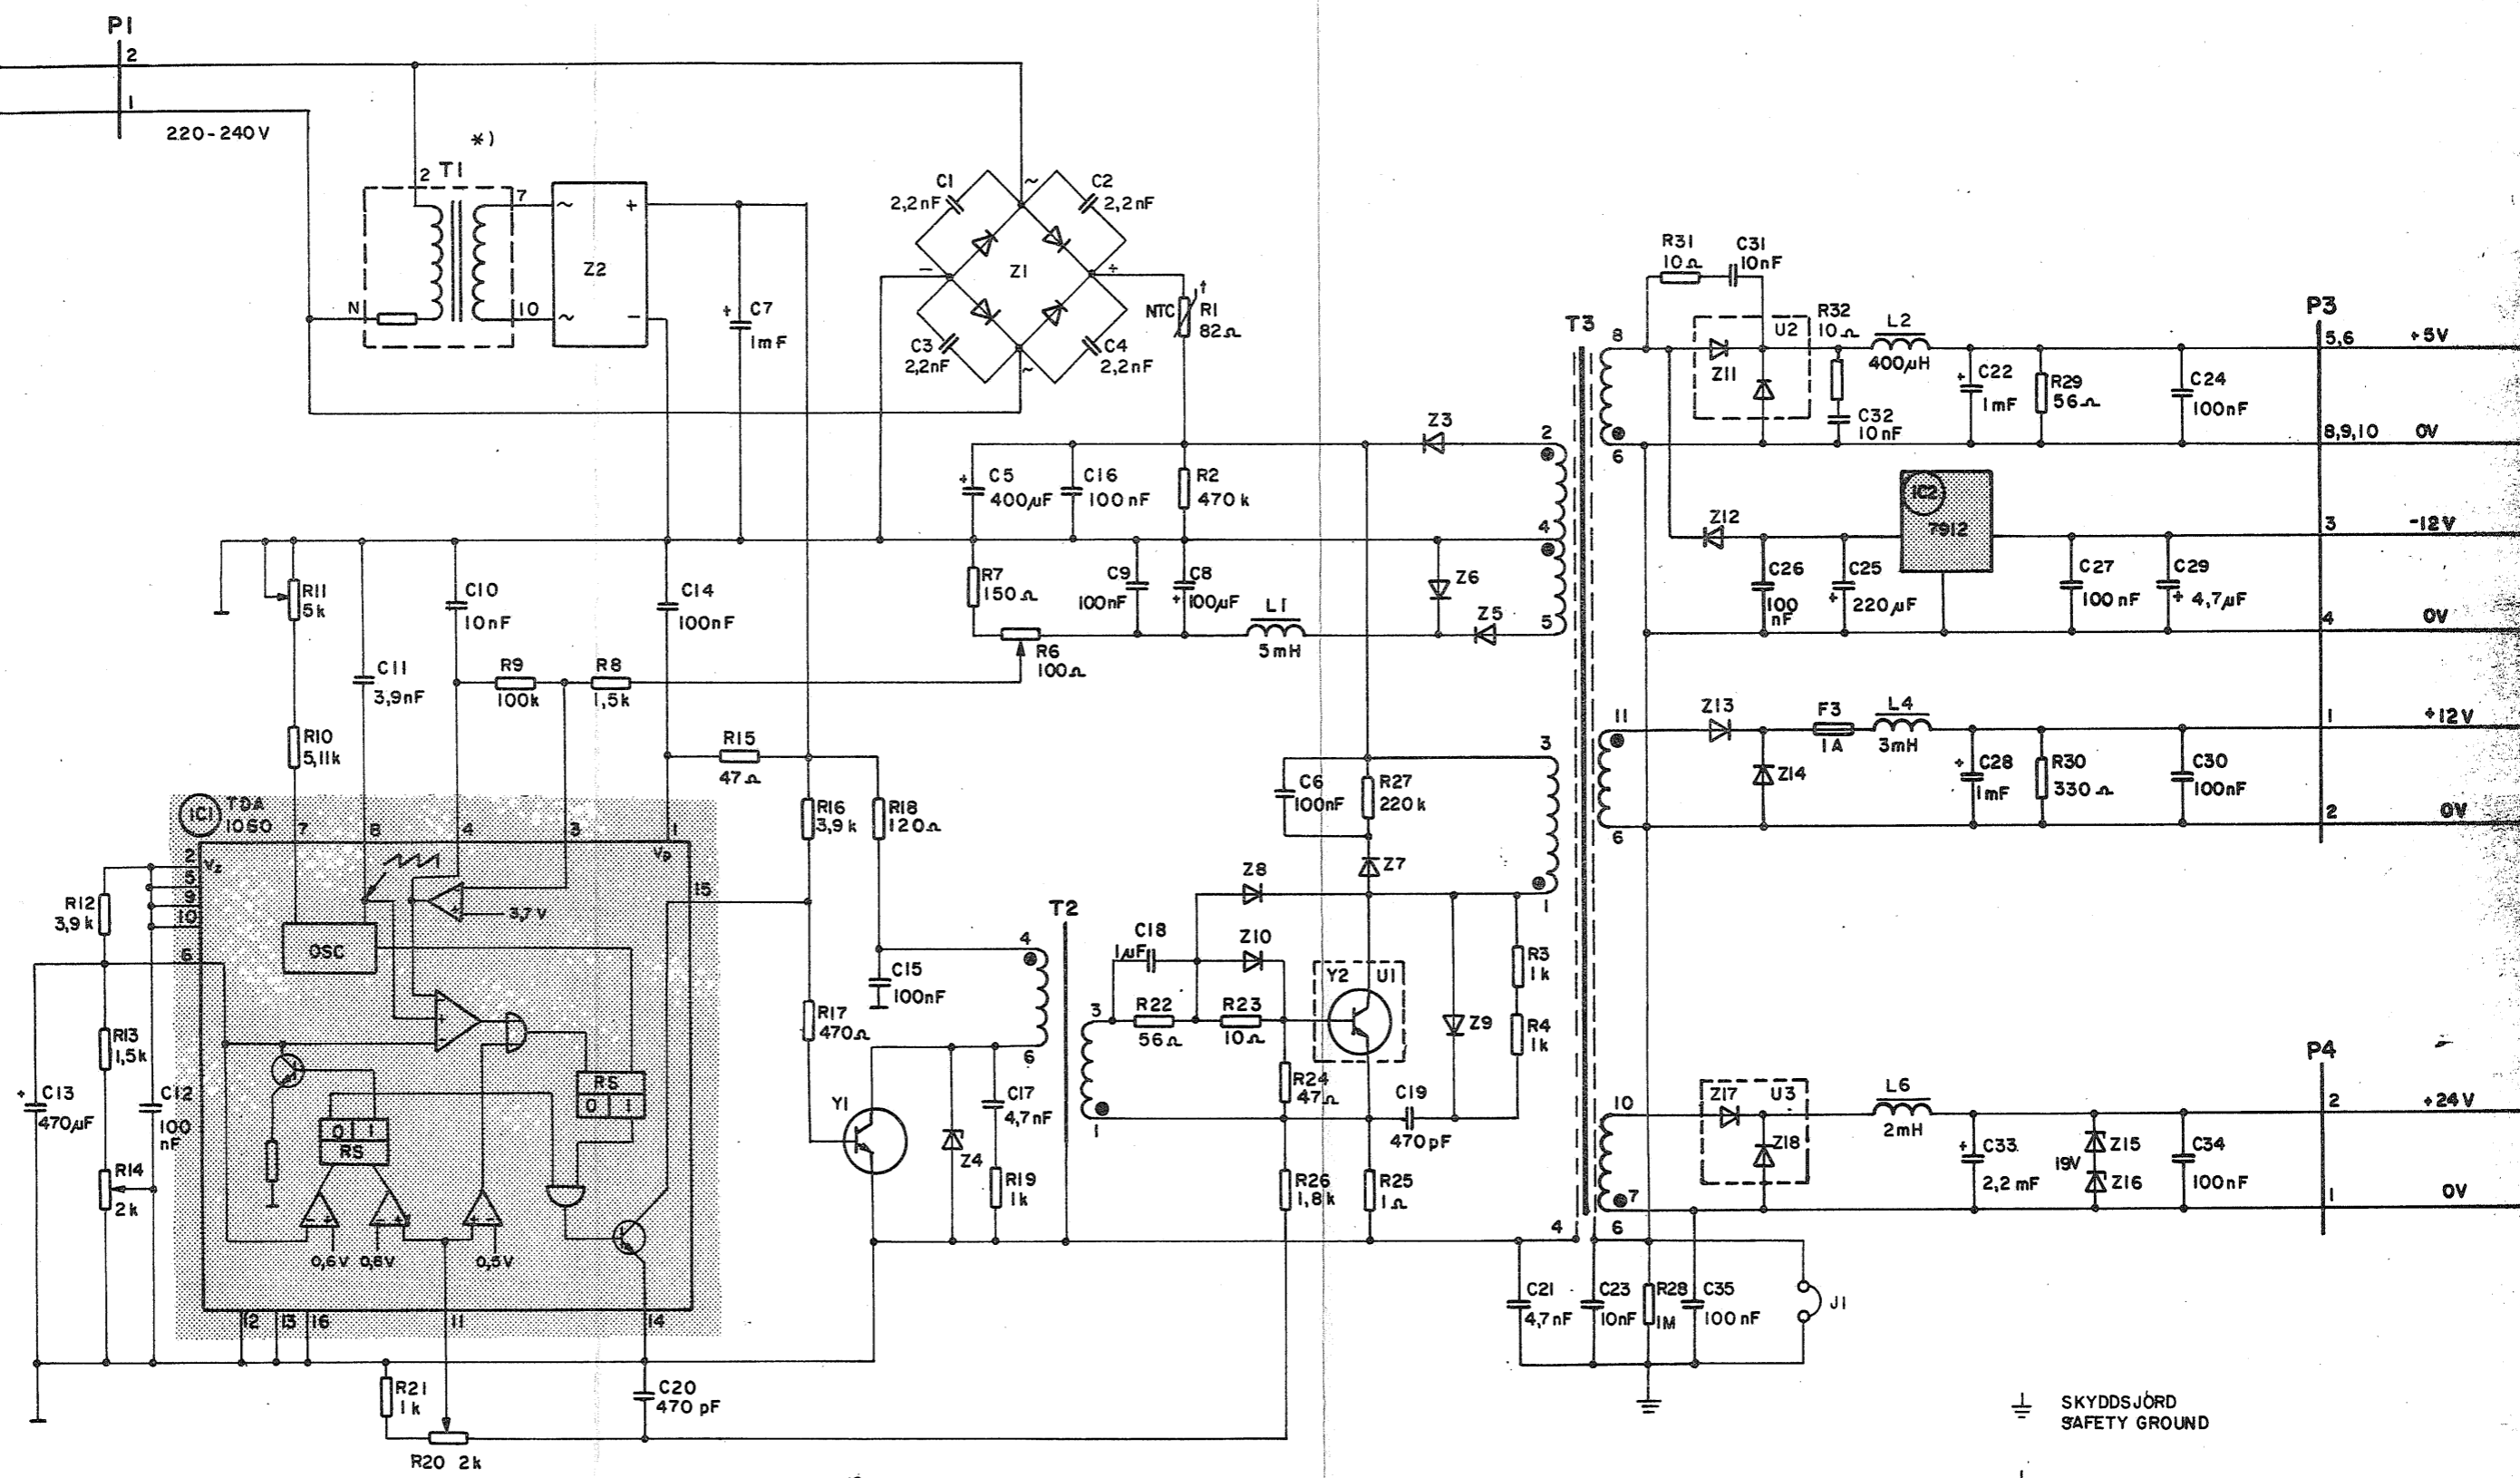 P1
2
1
220-240V
*)
T1
2
7
N
10
~
+
Z2
~
-
C7
+
1mF
C1
2,2nF
~
C2
2,2nF
-
Z1
+
C3
2,2nF
~
C4
2,2nF
NTC
R1
82Ω
t
R31
10Ω
C31
10nF
T3
8
U2
Z11
R32
10Ω
C32
10nF
L2
400µH
+
C22
1mF
R29
56Ω
C24
100nF
P3
5,6
+5V
8,9,10
0V
6
Z3
2
+
C5
400µF
C16
100nF
R2
470k
4
IC2
7912
Z12
C26
100
nF
C25
+
220µF
C27
100nF
C29
+
4,7µF
3
-12V
4
0V
R11
5k
C10
10nF
C14
100nF
R7
150Ω
C9
100nF
C8
+
100µF
L1
5mH
Z6
Z5
5
R6
100Ω
C11
3,9nF
R9
100k
R8
1,5k
R10
5,11k
R15
47Ω
3
11
Z13
F3
1A
L4
3mH
Z14
+
C28
1mF
R30
330Ω
C30
100nF
1
+12V
2
0V
6
C6
100nF
R27
220k
IC1
TDA
1060
7
8
4
3
1
R16
3,9k
R18
120Ω
2
VZ
5
9
10
6
Vp
15
R12
3,9k
+
3,7V
OSC
Z7
Z8
1
T2
4
C15
100nF
R17
470Ω
6
C18
1µF
Z10
Y2
U1
3
R22
56Ω
R23
10Ω
Z9
R3
1k
R4
1k
R13
1,5k
+
-
RS
0
1
0
1
RS
+
C13
470µF
C12
100
nF
R14
2k
Y1
Z4
C17
4,7nF
R19
1k
1
R24
47Ω
C19
470pF
R26
1,8k
R25
1Ω
-
+
-
+
+
-
0,6V
0,6V
0,5V
12
13
16
11
14
10
Z17
U3
Z18
L6
2mH
+
C33
2,2mF
19V
Z15
Z16
C34
100nF
P4
2
+24V
1
0V
7
4
6
C21
4,7nF
C23
10nF
R28
1M
C35
100nF
J1
R21
1k
C20
470pF
R20 2k
SKYDDSJORD
SAFETY GROUND